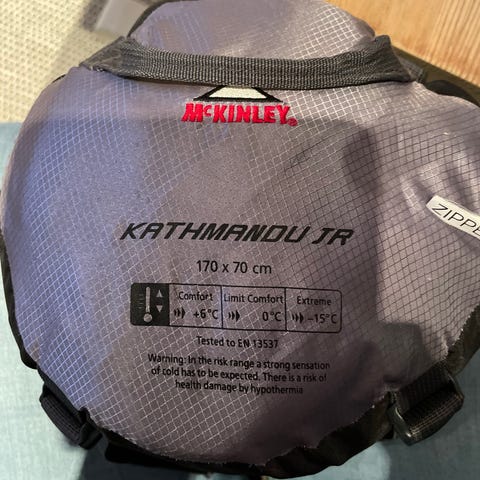 McKINLEY
KATHMANDU JR
170 x 70 cm
Comfort Limit Comfort Extreme
+6°C 0°C -15°C
Tested to EN 13537
Warning: In the risk range a strong sensation
of cold has to be expected. There is a risk of
health damage by hypothermia